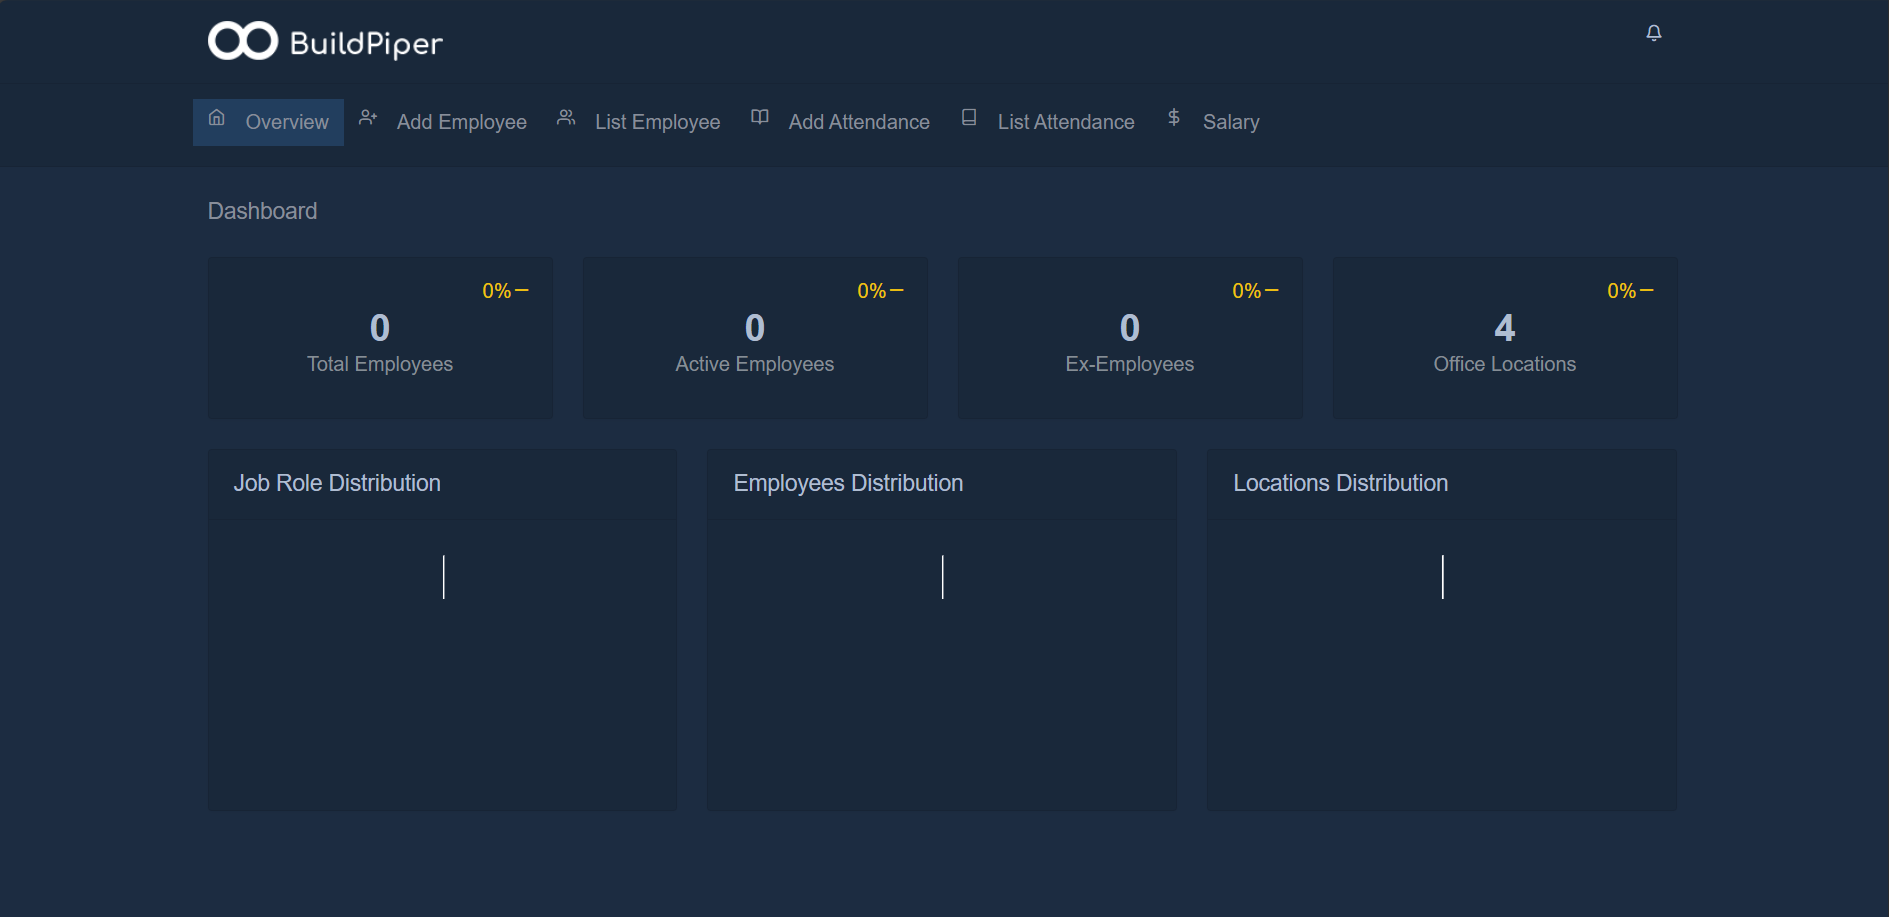 BuildPiper
Overview Add Employee List Employee Add Attendance List Attendance $ Salary
Dashboard
0% 0% 0% 0%
0 0 0 4
Total Employees Active Employees Ex-Employees Office Locations
Job Role Distribution Employees Distribution Locations Distribution